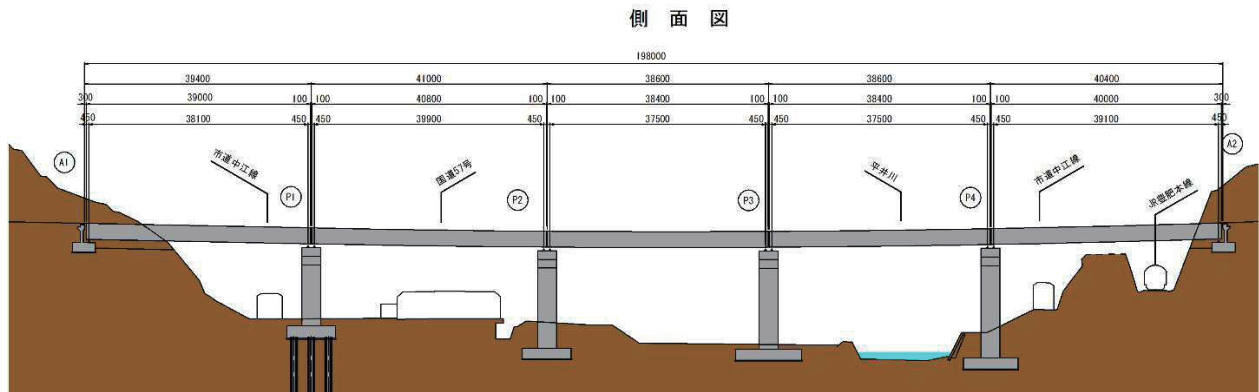 側面図
198000
39400 41000 38600 38600 40400
300 39000 100 100 40800 100 100 38400 100 100 38400 100 100 40000 300
450 38100 450 450 39900 450 37500 450 450 37500 450 450 39100 450
A1 市道中江線 P1 国道57号 P2 P3 平井川 P4 市道中江線 JR豊肥本線 A2